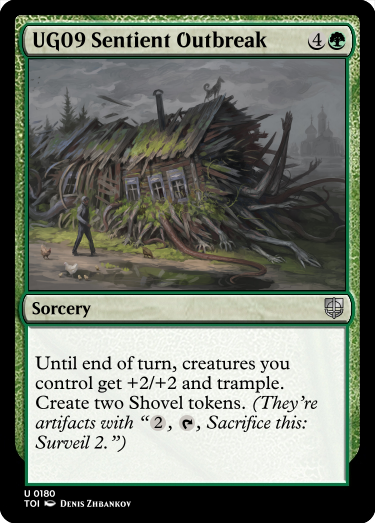 UG09 Sentient Outbreak 4
Sorcery
Until end of turn, creatures you
control get +2/+2 and trample.
Create two Shovel tokens. (They're
artifacts with “2, , Sacrifice this:
Surveil 2.”)
U 0180
TOI DENIS ZHBANKOV